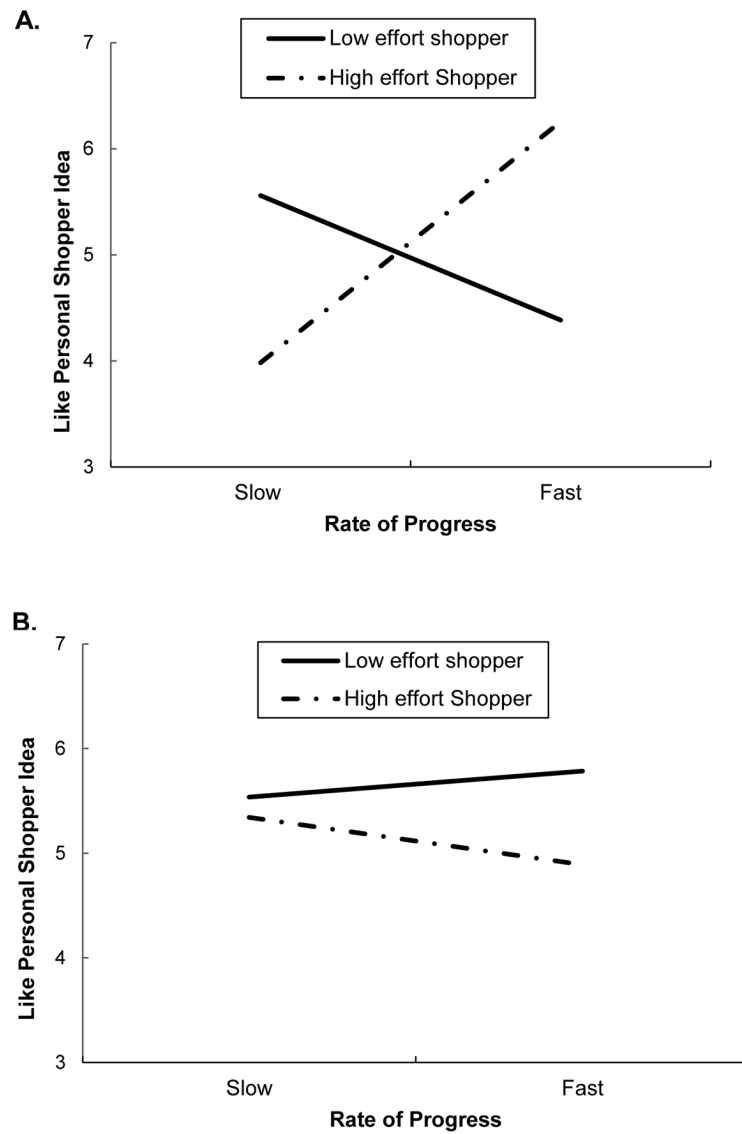 A.
7
Low effort shopper
High effort Shopper
6
5
4
3
Like Personal Shopper Idea
Slow
Fast
Rate of Progress
B.
7
Low effort shopper
High effort Shopper
6
5
4
3
Like Personal Shopper Idea
Slow
Fast
Rate of Progress